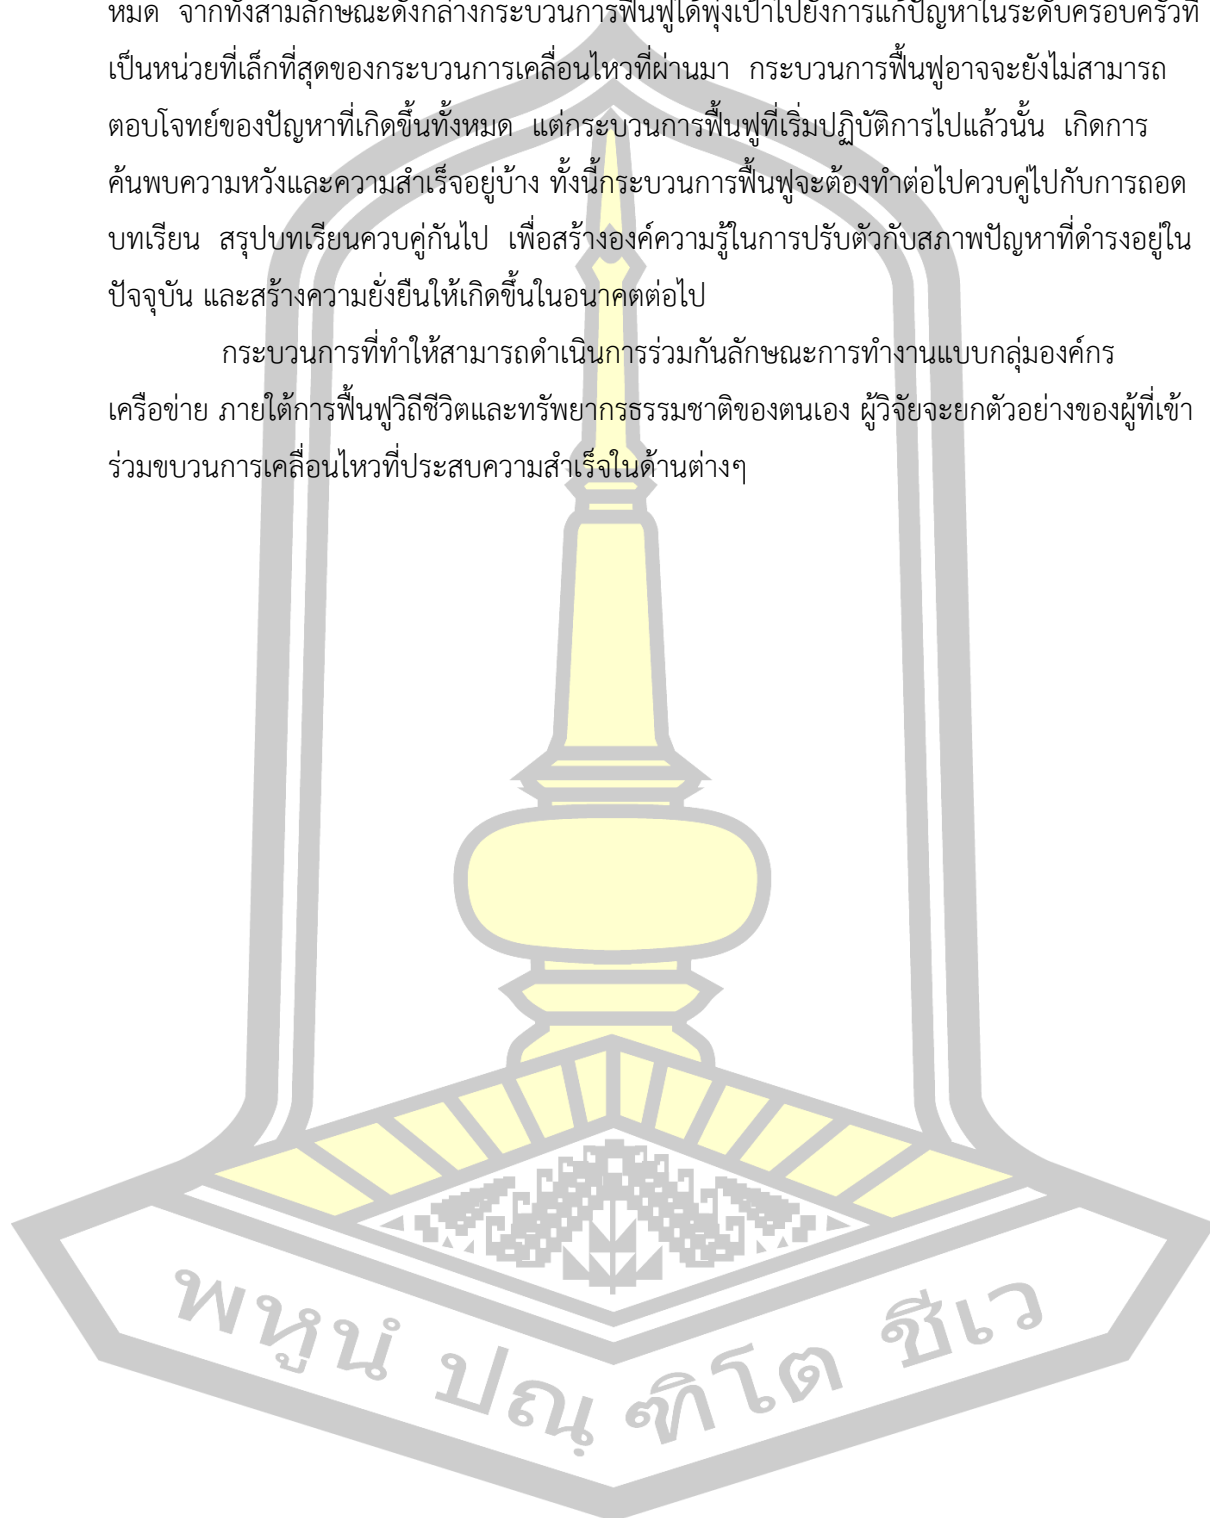 หมด จากทั้งสามลักษณะดังกล่าวกระบวนการฟื้นฟูได้พุ่งเป้าไปยังการแก้ปัญหาในระดับครอบครัวที่
เป็นหน่วยที่เล็กที่สุดของกระบวนการเคลื่อนไหวที่ผ่านมา กระบวนการฟื้นฟูอาจจะยังไม่สามารถ
ตอบโจทย์ของปัญหาที่เกิดขึ้นทั้งหมด แต่กระบวนการฟื้นฟูที่เริ่มปฏิบัติการไปแล้วนั้น เกิดการ
ค้นพบความหวังและความสำเร็จอยู่บ้าง ทั้งนี้กระบวนการฟื้นฟูจะต้องทำต่อไปควบคู่ไปกับการถอด
บทเรียน สรุปบทเรียนควบคู่กันไป เพื่อสร้างองค์ความรู้ในการปรับตัวกับสภาพปัญหาที่ดำรงอยู่ใน
ปัจจุบัน และสร้างความยั่งยืนให้เกิดขึ้นในอนาคตต่อไป
กระบวนการที่ทำให้สามารถดำเนินการร่วมกันลักษณะการทำงานแบบกลุ่มองค์กร
เครือข่าย ภายใต้การฟื้นฟูวิถีชีวิตและทรัพยากรธรรมชาติของตนเอง ผู้วิจัยจะยกตัวอย่างของผู้ที่เข้า
ร่วมขบวนการเคลื่อนไหวที่ประสบความสำเร็จในด้านต่างๆ
พหูนํ ปณฺฑิโต ชีเว